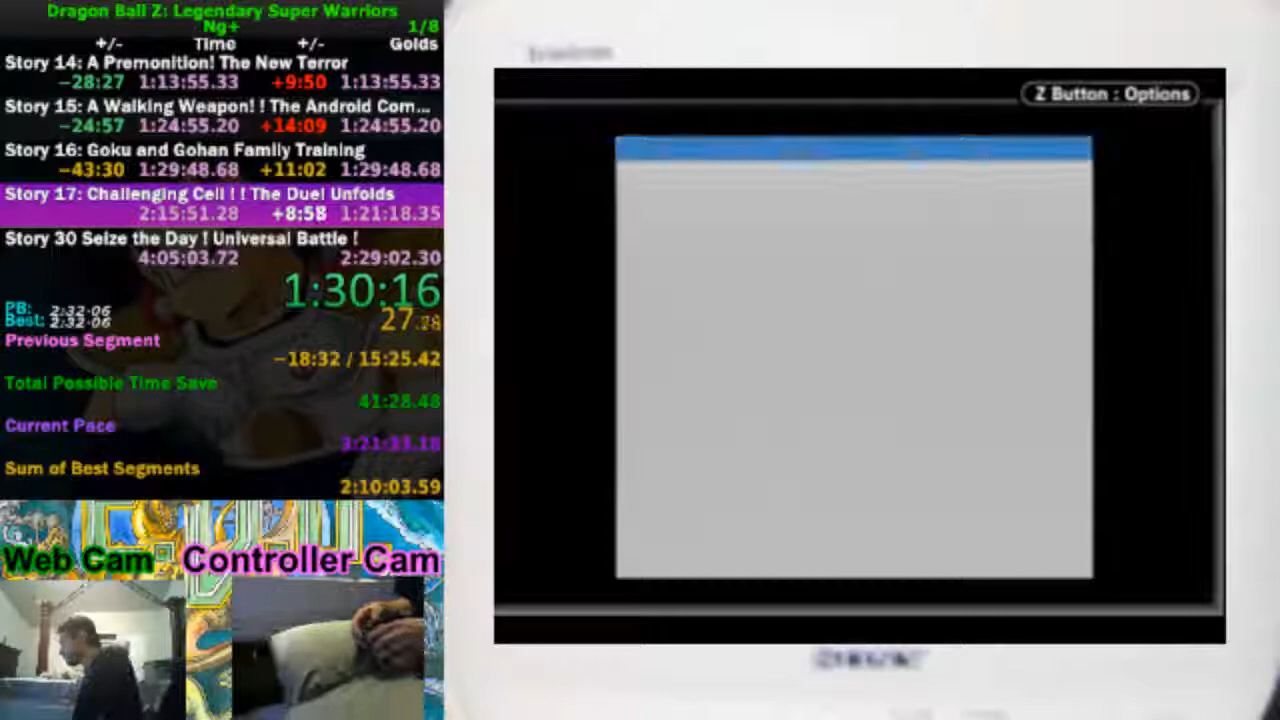 Dragon Ball Z: Legendary Super Warriors
Ng+ 1/8
+/- Time +/- Golds
Story 14: A Premonition! The New Terror
−28:27 1:13:55.33 +9:50 1:13:55.33
Story 15: A Walking Weapon! ! The Android Com...
−24:57 1:24:55.20 +14:09 1:24:55.20
Story 16: Goku and Gohan Family Training
−43:30 1:29:48.68 +11:02 1:29:48.68
Story 17: Challenging Cell ! ! The Duel Unfolds
2:15:51.28 +8:58 1:21:18.35
Story 30 Seize the Day ! Universal Battle !
4:05:03.72 2:29:02.30
1:30:16
PB: 2:32:06
Best: 2:32:06
27.28
Previous Segment
−18:32 / 15:25.42
Total Possible Time Save
41:28.48
Current Pace
3:21:33.18
Sum of Best Segments
2:10:03.59
Web Cam Controller Cam
Z Button : Options